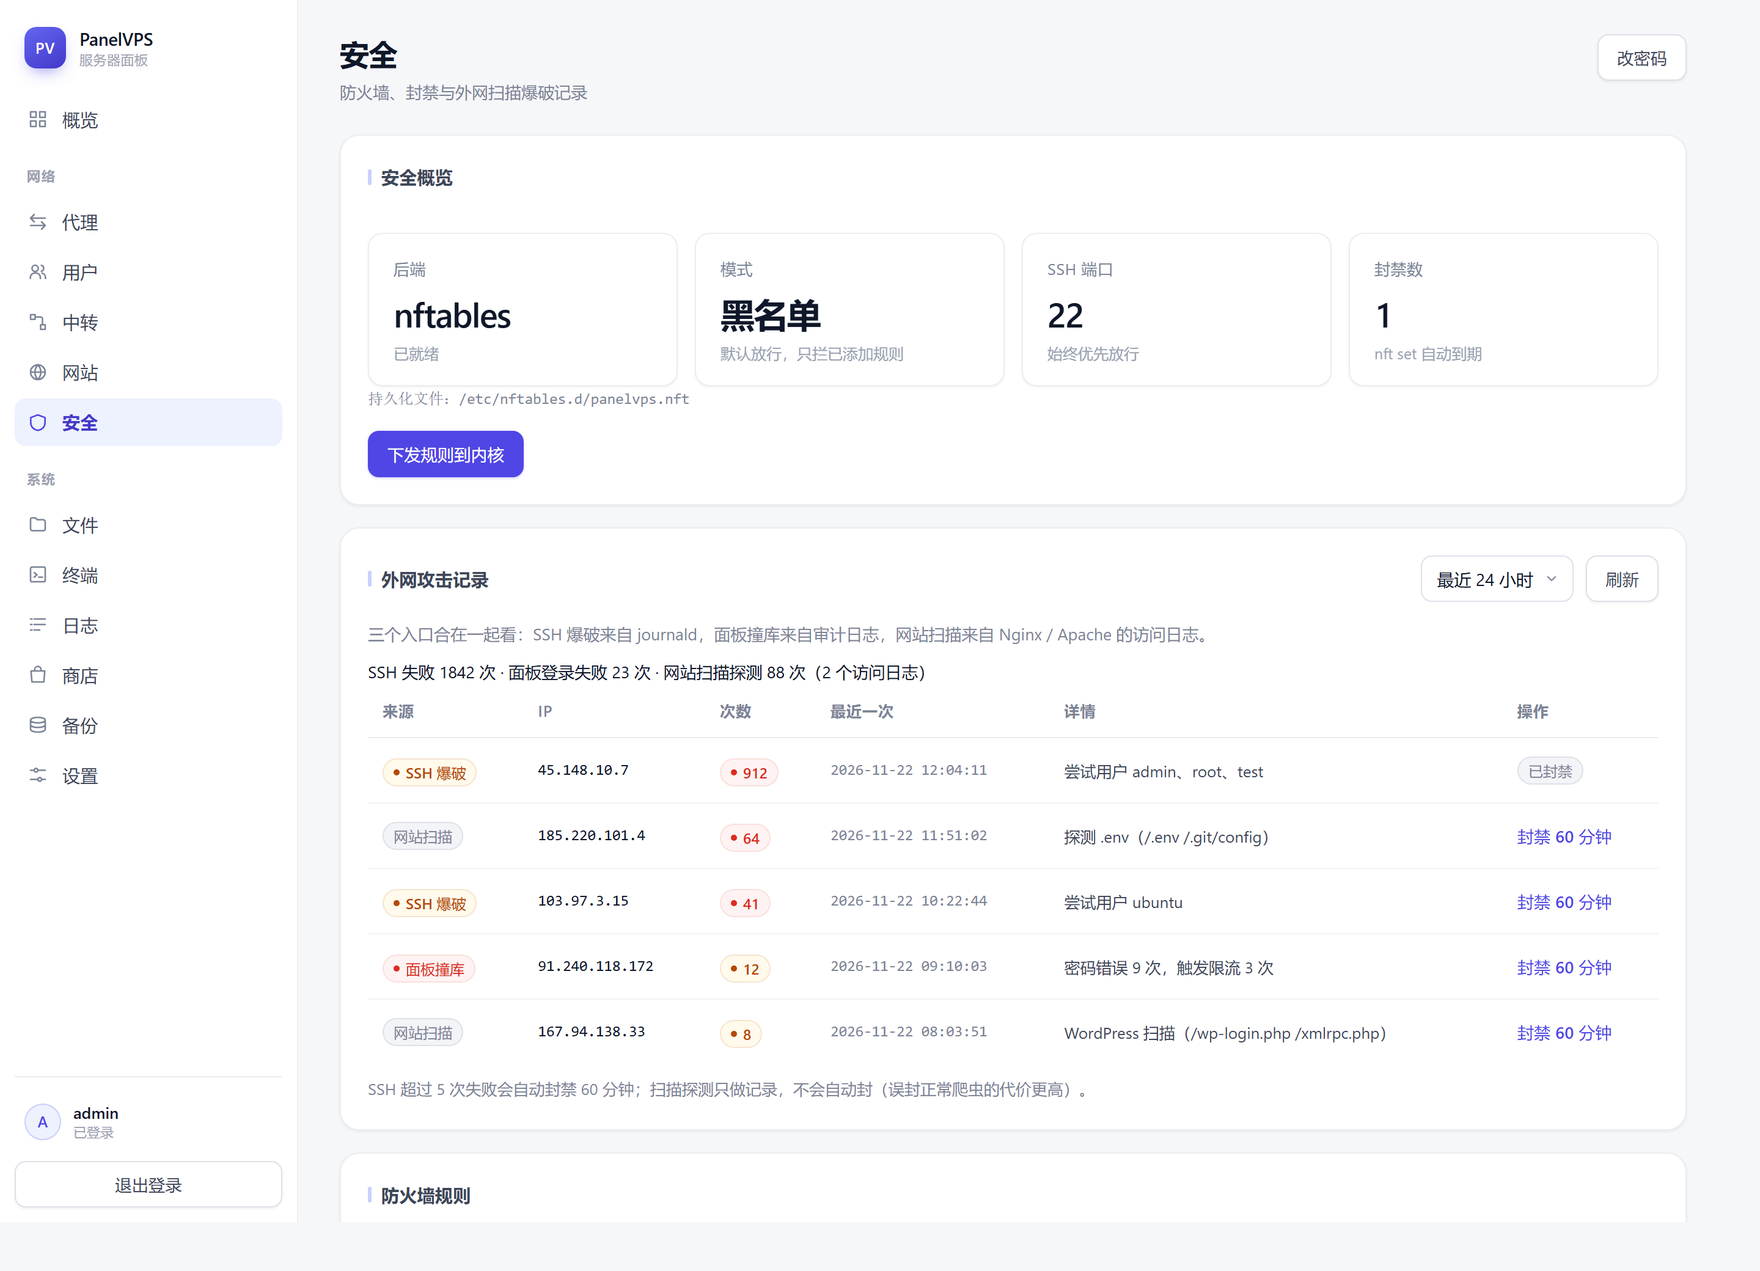 PV
PanelVPS
服务器面板
概览
网络
代理
用户
中转
网站
安全
系统
文件
终端
日志
商店
备份
设置
A
admin
已登录
退出登录
安全
改密码
防火墙、封禁与外网扫描爆破记录
安全概览
后端
nftables
已就绪
模式
黑名单
默认放行，只拦已添加规则
SSH 端口
22
始终优先放行
封禁数
1
nft set 自动到期
持久化文件：/etc/nftables.d/panelvps.nft
下发规则到内核
外网攻击记录
最近 24 小时
刷新
三个入口合在一起看：SSH 爆破来自 journald，面板撞库来自审计日志，网站扫描来自 Nginx / Apache 的访问日志。
SSH 失败 1842 次 · 面板登录失败 23 次 · 网站扫描探测 88 次（2 个访问日志）
来源 IP 次数 最近一次 详情 操作
SSH 爆破 45.148.10.7 912 2026-11-22 12:04:11 尝试用户 admin、root、test 已封禁
网站扫描 185.220.101.4 64 2026-11-22 11:51:02 探测 .env（/.env /.git/config） 封禁 60 分钟
SSH 爆破 103.97.3.15 41 2026-11-22 10:22:44 尝试用户 ubuntu 封禁 60 分钟
面板撞库 91.240.118.172 12 2026-11-22 09:10:03 密码错误 9 次，触发限流 3 次 封禁 60 分钟
网站扫描 167.94.138.33 8 2026-11-22 08:03:51 WordPress 扫描（/wp-login.php /xmlrpc.php） 封禁 60 分钟
SSH 超过 5 次失败会自动封禁 60 分钟；扫描探测只做记录，不会自动封（误封正常爬虫的代价更高）。
防火墙规则